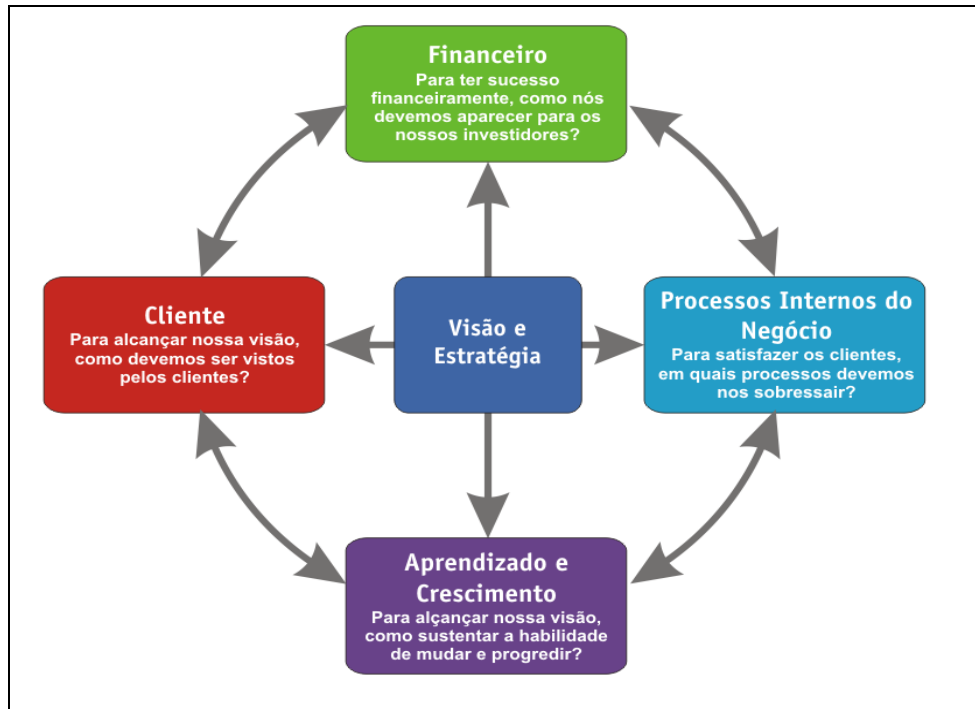 Financeiro
Para ter sucesso
financeiramente, como nós
devemos aparecer para os
nossos investidores?
Cliente
Para alcançar nossa visão,
como devemos ser vistos
pelos clientes?
Visão e
Estratégia
Processos Internos do
Negócio
Para satisfazer os clientes,
em quais processos devemos
nos sobressair?
Aprendizado e
Crescimento
Para alçançar nossa visão,
como sustentar a habilidade
de mudar e progredir?